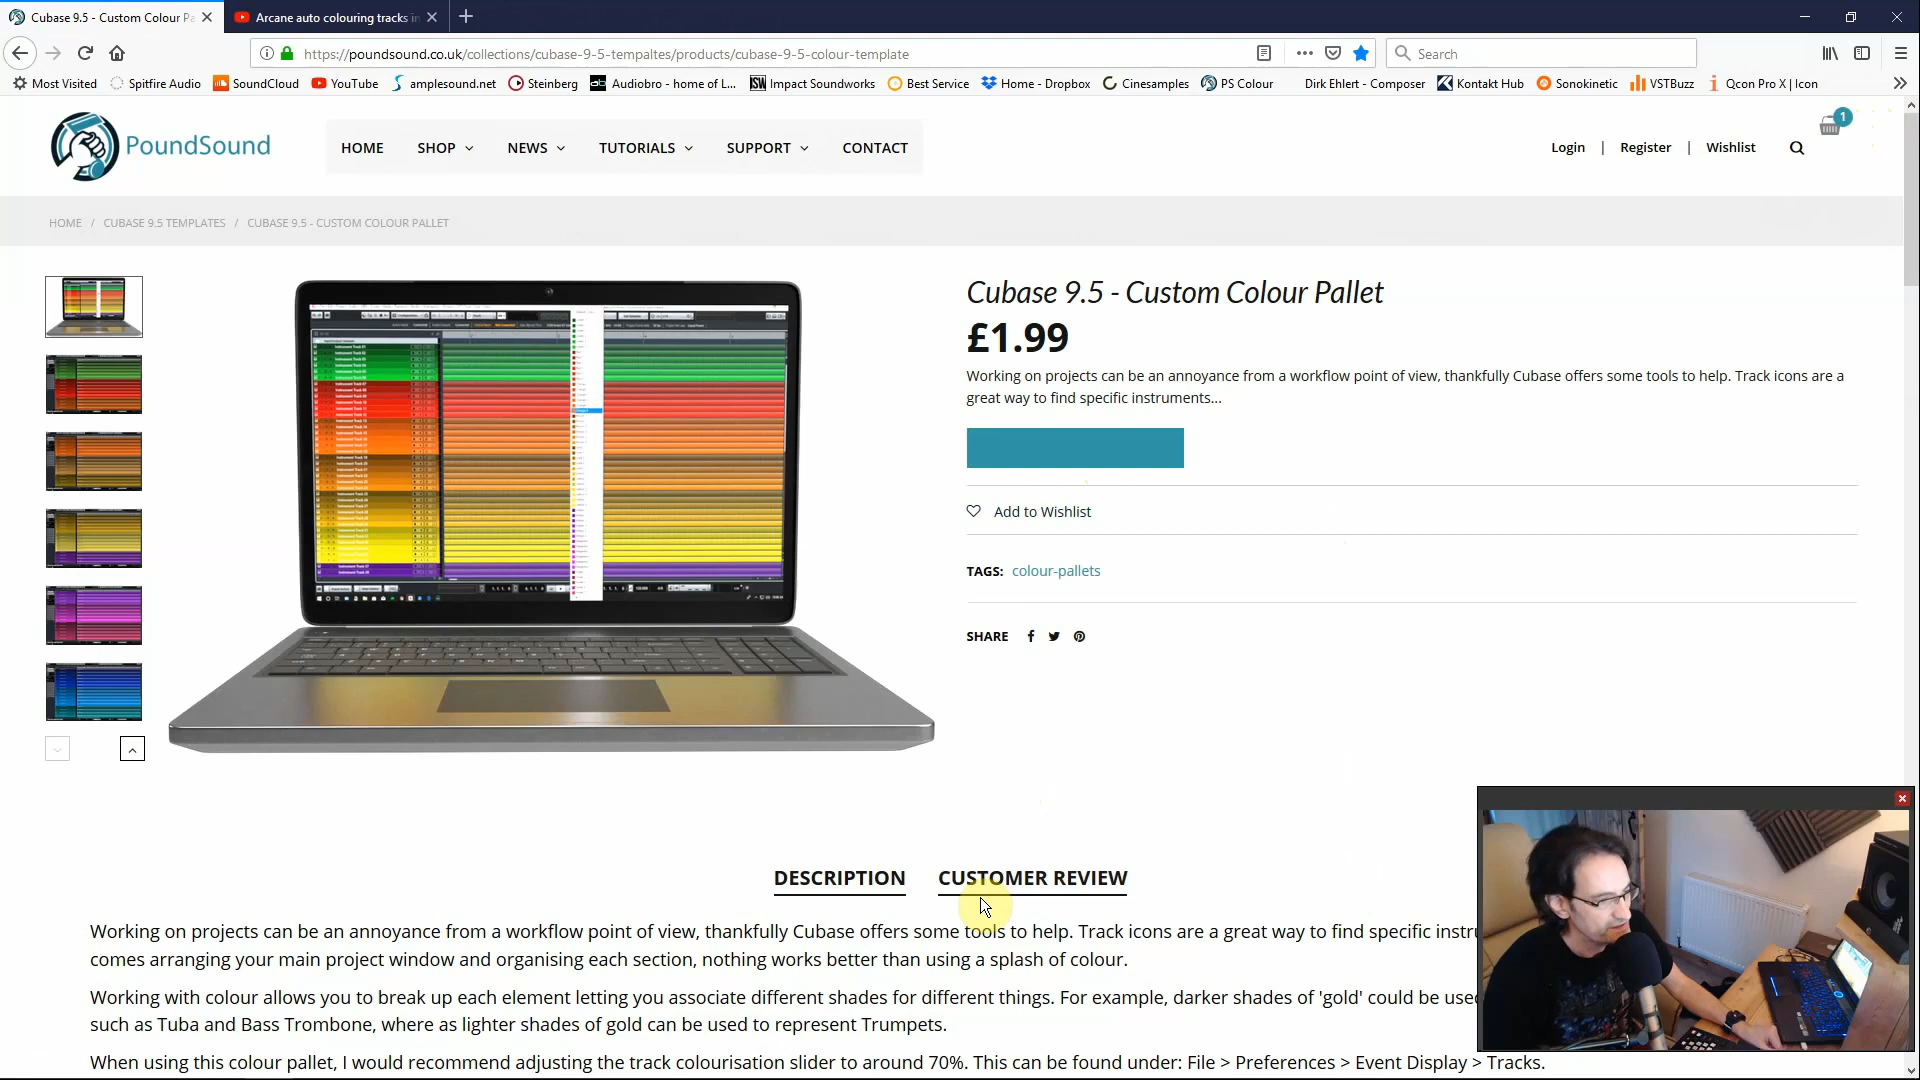 Cubase 9.5 - Custom Colour Pa
Arcane auto colouring tracks in
https://poundsound.co.uk/collections/cubase-9-5-tempaltes/products/cubase-9-5-colour-template
Search
Most Visited
Spitfire Audio
SoundCloud
YouTube
amplesound.net
Steinberg
Audiobro - home of L...
Impact Soundworks
Best Service
Home - Dropbox
Cinesamples
PS Colour
Dirk Ehlert - Composer
Kontakt Hub
Sonokinetic
VSTBuzz
Qcon Pro X | Icon
PoundSound
HOME
SHOP
NEWS
TUTORIALS
SUPPORT
CONTACT
Login | Register | Wishlist
1
HOME / CUBASE 9.5 TEMPLATES / CUBASE 9.5 - CUSTOM COLOUR PALLET
Cubase 9.5 - Custom Colour Pallet
£1.99
Working on projects can be an annoyance from a workflow point of view, thankfully Cubase offers some tools to help. Track icons are a
great way to find specific instruments...
Add to Wishlist
TAGS: colour-pallets
SHARE
DESCRIPTION
CUSTOMER REVIEW
Working on projects can be an annoyance from a workflow point of view, thankfully Cubase offers some tools to help. Track icons are a great way to find specific instru
comes arranging your main project window and organising each section, nothing works better than using a splash of colour.
Working with colour allows you to break up each element letting you associate different shades for different things. For example, darker shades of 'gold' could be used
such as Tuba and Bass Trombone, where as lighter shades of gold can be used to represent Trumpets.
When using this colour pallet, I would recommend adjusting the track colourisation slider to around 70%. This can be found under: File > Preferences > Event Display > Tracks.